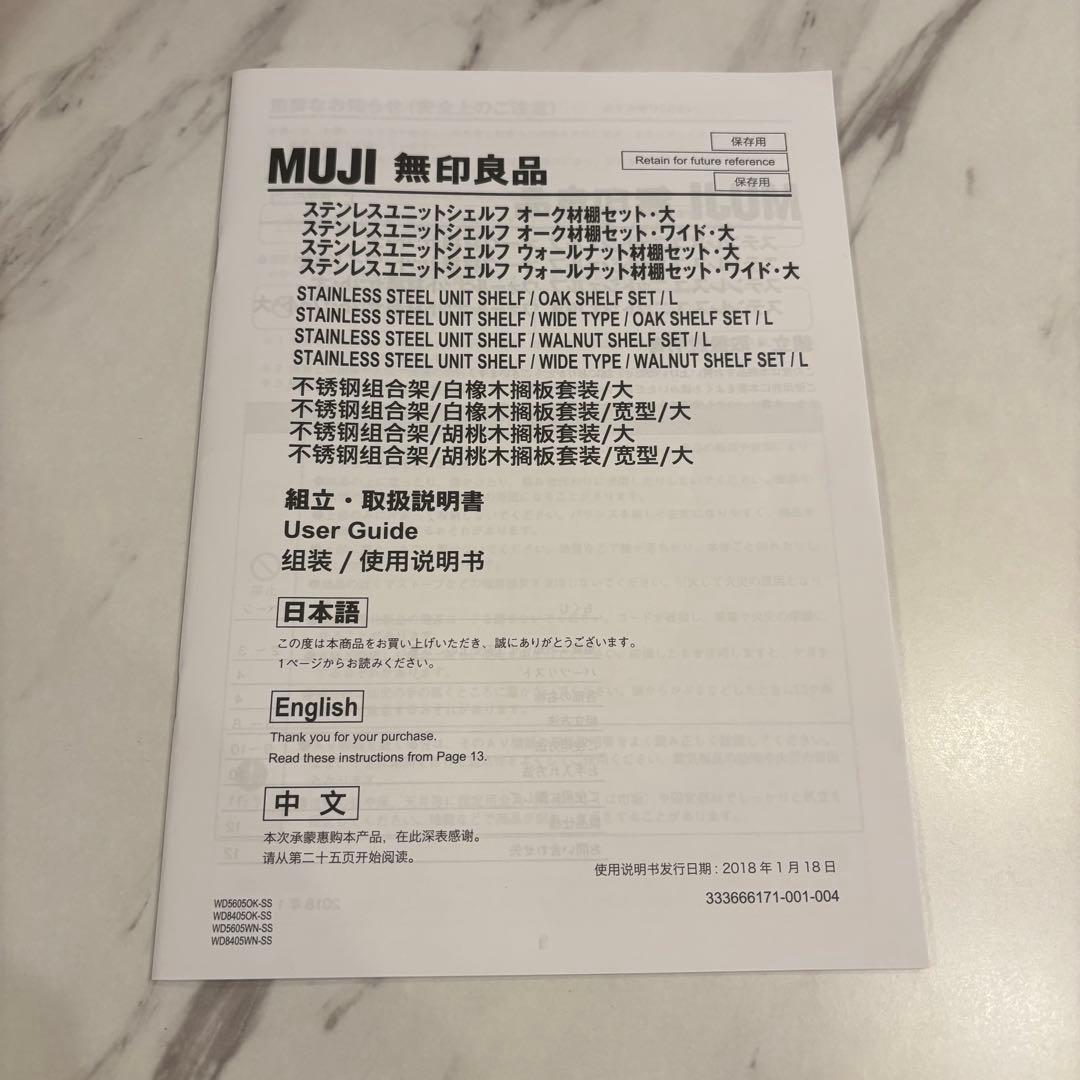 保存用
Retain for future reference
保存用
MUJI 無印良品
ステンレスユニットシェルフ オーク材棚セット・大
ステンレスユニットシェルフ オーク材棚セット・ワイド・大
ステンレスユニットシェルフ ウォールナット材棚セット・大
ステンレスユニットシェルフ ウォールナット材棚セット・ワイド・大
STAINLESS STEEL UNIT SHELF / OAK SHELF SET / L
STAINLESS STEEL UNIT SHELF / WIDE TYPE / OAK SHELF SET / L
STAINLESS STEEL UNIT SHELF / WALNUT SHELF SET / L
STAINLESS STEEL UNIT SHELF / WIDE TYPE / WALNUT SHELF SET / L
不锈钢组合架/白橡木搁板套装/大
不锈钢组合架/白橡木搁板套装/宽型/大
不锈钢组合架/胡桃木搁板套装/大
不锈钢组合架/胡桃木搁板套装/宽型/大
組立・取扱説明書
User Guide
组装 / 使用说明书
日本語
この度は本商品をお買い上げいただき、誠にありがとうございます。
1ページからお読みください。
English
Thank you for your purchase.
Read these instructions from Page 13.
中 文
本次承蒙惠购本产品，在此深表感谢。
请从第二十五页开始阅读。
使用说明书发行日期 : 2018 年 1 月 18 日
333666171-001-004
WD5605OK-SS
WD8405OK-SS
WD5605WN-SS
WD8405WN-SS